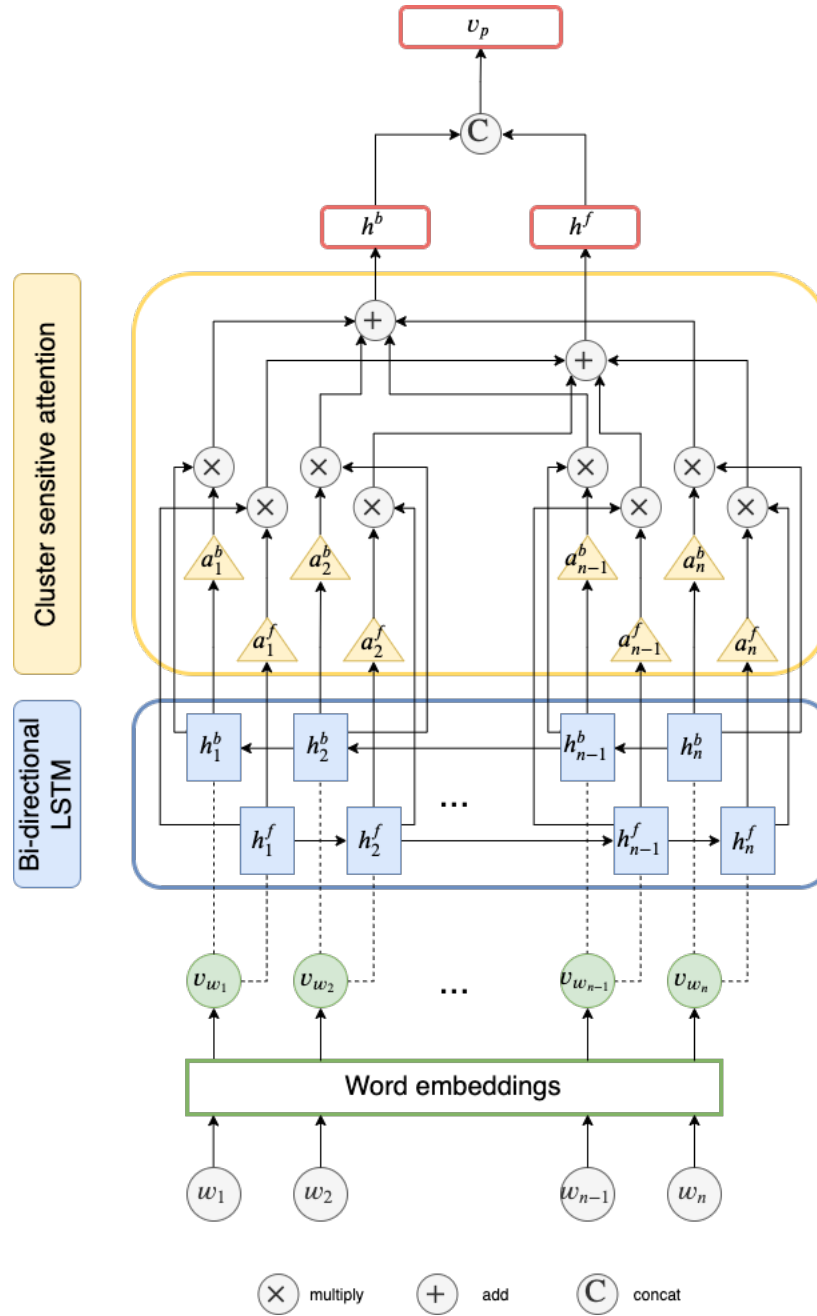 v_p
C
h^b h^f
Cluster sensitive attention
+
+
× × × ×
× × × ×
a_1^b a_2^b a_{n-1}^b a_n^b
a_1^f a_2^f a_{n-1}^f a_n^f
Bi-directional
LSTM
h_1^b h_2^b h_{n-1}^b h_n^b
...
h_1^f h_2^f h_{n-1}^f h_n^f
v_{w_1} v_{w_2} ... v_{w_{n-1}} v_{w_n}
Word embeddings
w_1 w_2 w_{n-1} w_n
× multiply + add C concat